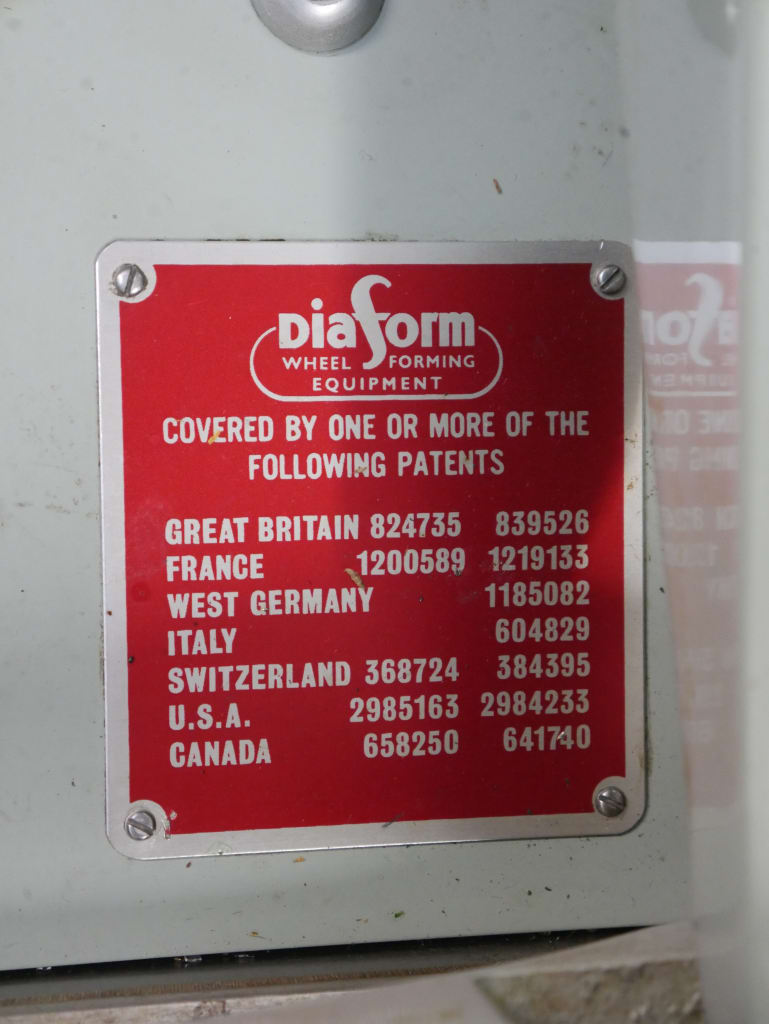 Diaform
WHEEL FORMING
EQUIPMENT
COVERED BY ONE OR MORE OF THE
FOLLOWING PATENTS
GREAT BRITAIN 824735 839526
FRANCE 1200589 1219133
WEST GERMANY 1185082
ITALY 604829
SWITZERLAND 368724 384395
U.S.A. 2985163 2984233
CANADA 658250 641740